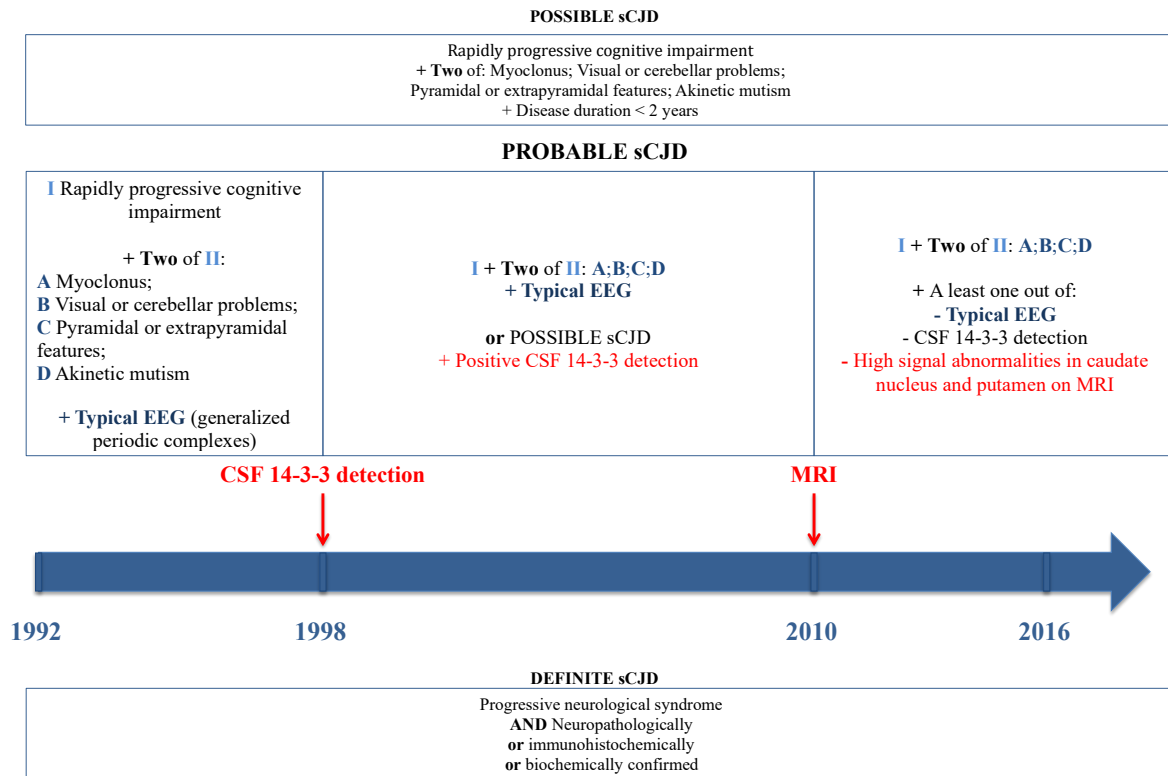 POSSIBLE sCJD
Rapidly progressive cognitive impairment
+ Two of: Myoclonus; Visual or cerebellar problems;
Pyramidal or extrapyramidal features; Akinetic mutism
+ Disease duration < 2 years
PROBABLE sCJD
I Rapidly progressive cognitive
impairment
+ Two of II:
A Myoclonus;
B Visual or cerebellar problems;
C Pyramidal or extrapyramidal
features;
D Akinetic mutism
+ Typical EEG (generalized
periodic complexes)
I + Two of II: A;B;C;D
+ Typical EEG
or POSSIBLE sCJD
+ Positive CSF 14-3-3 detection
I + Two of II: A;B;C;D
+ A least one out of:
- Typical EEG
- CSF 14-3-3 detection
- High signal abnormalities in caudate
nucleus and putamen on MRI
CSF 14-3-3 detection
MRI
1992
1998
2010
2016
DEFINITE sCJD
Progressive neurological syndrome
AND Neuropathologically
or immunohistochemically
or biochemically confirmed